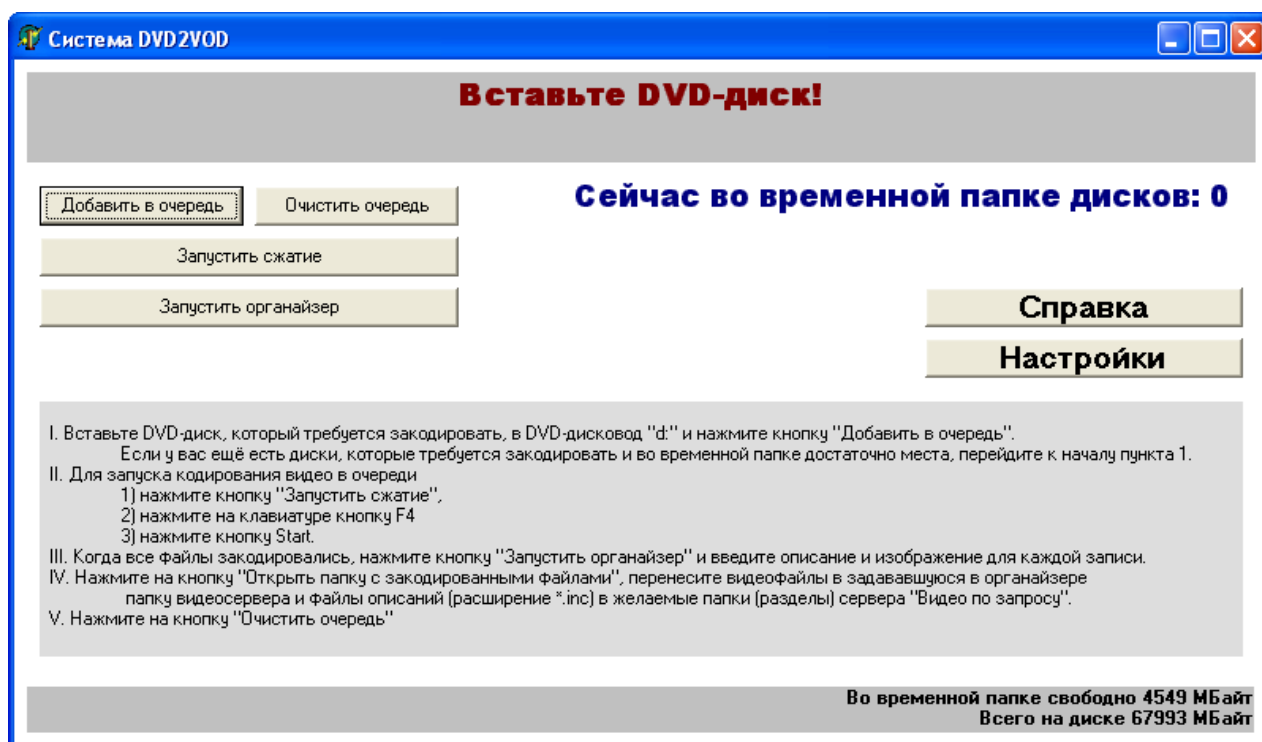 Система DVD2VOD
Вставьте DVD-диск!
Добавить в очередь
Очистить очередь
Сейчас во временной папке дисков: 0
Запустить сжатие
Запустить органайзер
Справка
Настройки
I. Вставьте DVD-диск, который требуется закодировать, в DVD-дисковод "d:" и нажмите кнопку "Добавить в очередь".
Если у вас ещё есть диски, которые требуется закодировать и во временной папке достаточно места, перейдите к началу пункта 1.
II. Для запуска кодирования видео в очереди
1) нажмите кнопку "Запустить сжатие",
2) нажмите на клавиатуре кнопку F4
3) нажмите кнопку Start.
III. Когда все файлы закодировались, нажмите кнопку "Запустить органайзер" и введите описание и изображение для каждой записи.
IV. Нажмите на кнопку "Открыть папку с закодированными файлами", перенесите видеофайлы в задававшуюся в органайзере
папку видеосервера и файлы описаний (расширение *.inc) в желаемые папки (разделы) сервера "Видео по запросу".
V. Нажмите на кнопку "Очистить очередь"
Во временной папке свободно 4549 МБайт
Всего на диске 67993 МБайт